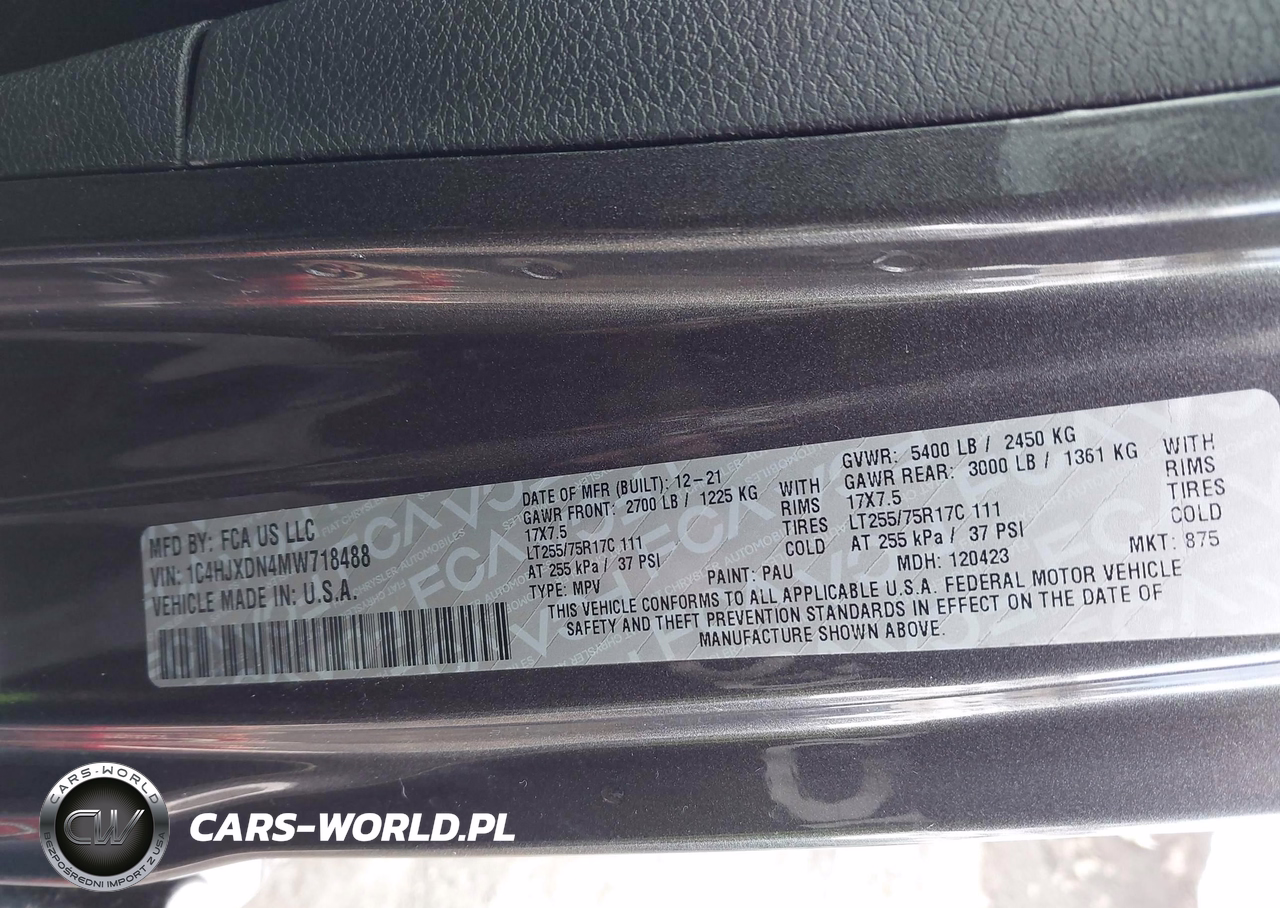 MFD BY: FCA US LLC
VIN: 1C4HJXDN4MW718488
VEHICLE MADE IN: U.S.A.
DATE OF MFR (BUILT): 12-21
GAWR FRONT: 2700 LB / 1225 KG WITH
17X7.5 RIMS
LT255/75R17C 111 TIRES
AT 255 kPa / 37 PSI COLD
TYPE: MPV
PAINT: PAU
GVWR: 5400 LB / 2450 KG
GAWR REAR: 3000 LB / 1361 KG WITH
17X7.5 RIMS
LT255/75R17C 111 TIRES
AT 255 kPa / 37 PSI COLD
MDH: 120423
MKT: 875
THIS VEHICLE CONFORMS TO ALL APPLICABLE U.S.A. FEDERAL MOTOR VEHICLE
SAFETY AND THEFT PREVENTION STANDARDS IN EFFECT ON THE DATE OF
MANUFACTURE SHOWN ABOVE.
CARS-WORLD
CW
BEZPOŚREDNI IMPORT Z USA
CARS-WORLD.PL